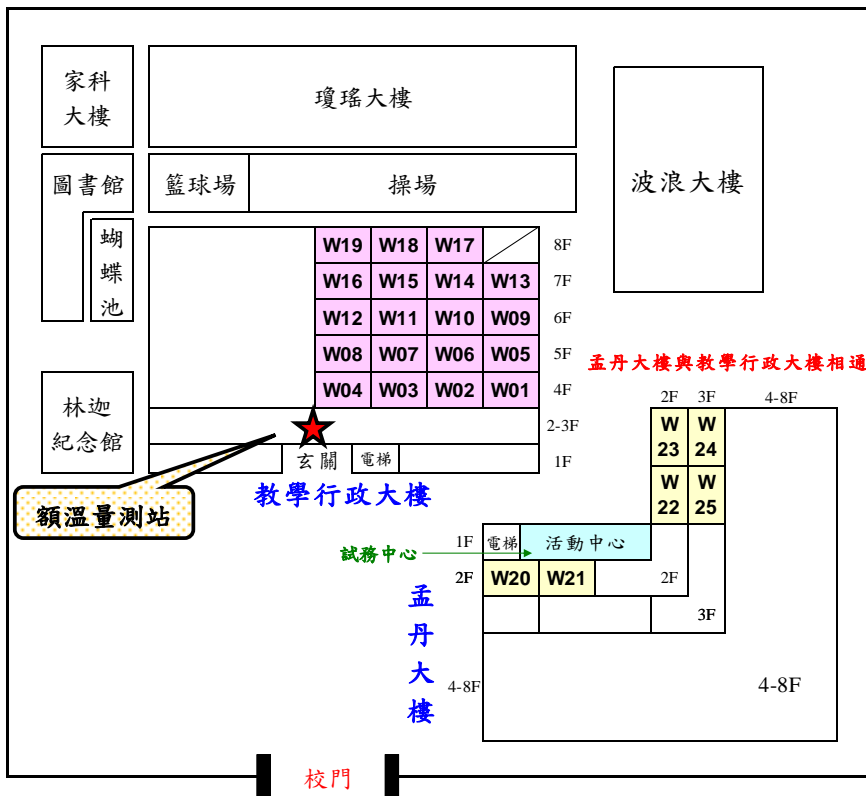 家科
大樓
瓊瑤大樓
波浪大樓
圖書館
籃球場
操場
蝴
蝶
池
W19 W18 W17 8F
W16 W15 W14 W13 7F
W12 W11 W10 W09 6F
W08 W07 W06 W05 5F
W04 W03 W02 W01 4F
2-3F
玄關 電梯 1F
林迦
紀念館
額溫量測站
教學行政大樓
孟丹大樓與教學行政大樓相通
2F 3F 4-8F
W
23
W
24
W
22
W
25
試務中心
1F 電梯 活動中心
2F W20 W21 2F
3F
孟
丹
大
樓
4-8F
4-8F
校門